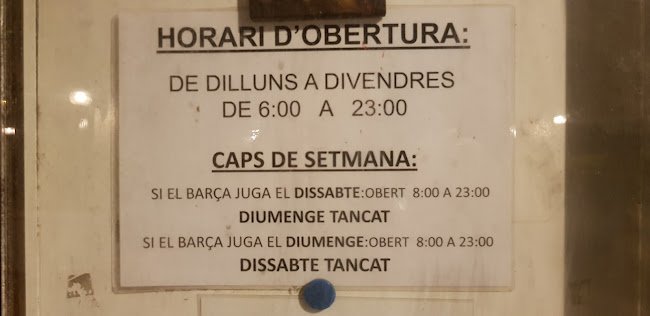 HORARI D'OBERTURA:
DE DILLUNS A DIVENDRES
DE 6:00 A 23:00
CAPS DE SETMANA:
SI EL BARÇA JUGA EL DISSABTE:OBERT 8:00 A 23:00
DIUMENGE TANCAT
SI EL BARÇA JUGA EL DIUMENGE:OBERT 8:00 A 23:00
DISSABTE TANCAT